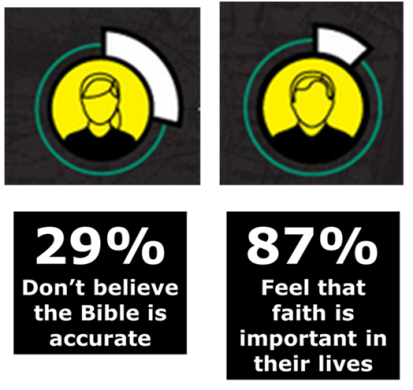 29%
Don't believe
the Bible is
accurate
87%
Feel that
faith is
important in
their lives